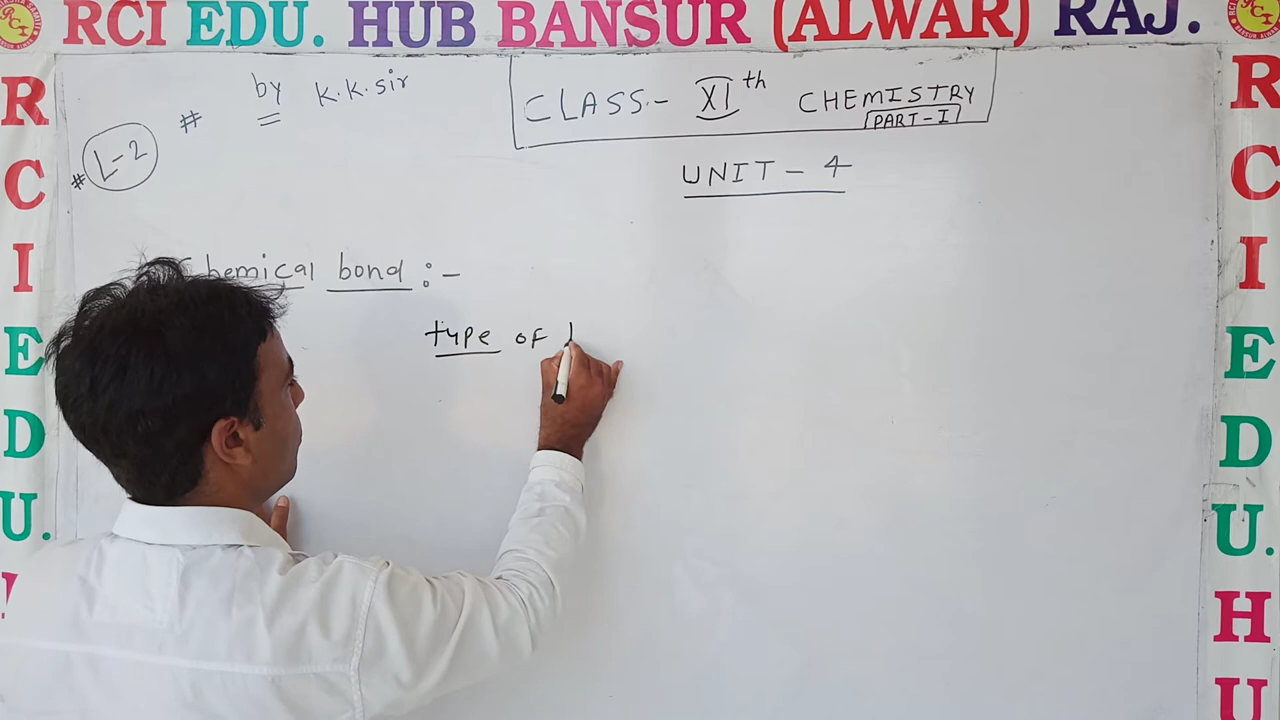 RCI EDU. HUB BANSUR (ALWAR) RAJ.
# by K.K.sir
CLASS:- XIth CHEMISTRY
PART-I
# L-2
UNIT - 4
Chemical bond :-
type of
R
C
I
E
D
U.
R
C
I
E
D
U.
H
U